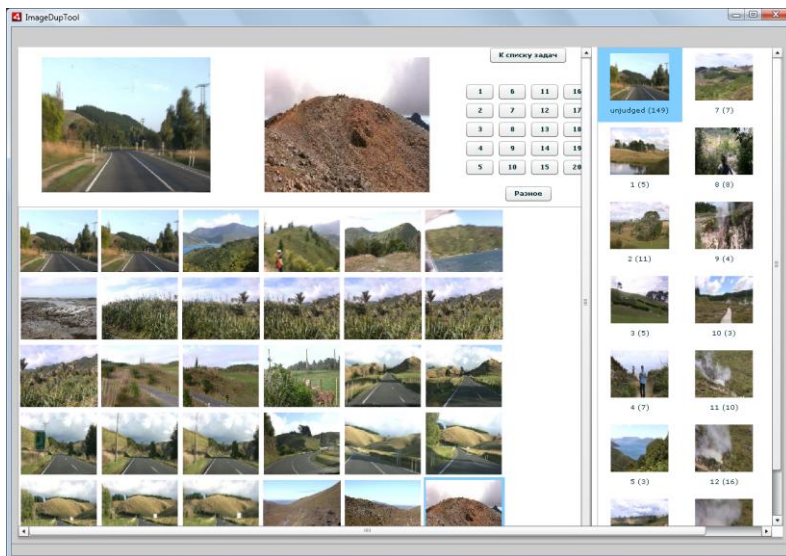 ImageDupTool
К списку задач
1 6 11 16
2 7 12 17
3 8 13 18
4 9 14 19
5 10 15 20
Разное
unjudged (149) 7 (7)
1 (5) 8 (8)
2 (11) 9 (4)
3 (5) 10 (3)
4 (7) 11 (10)
5 (3) 12 (16)